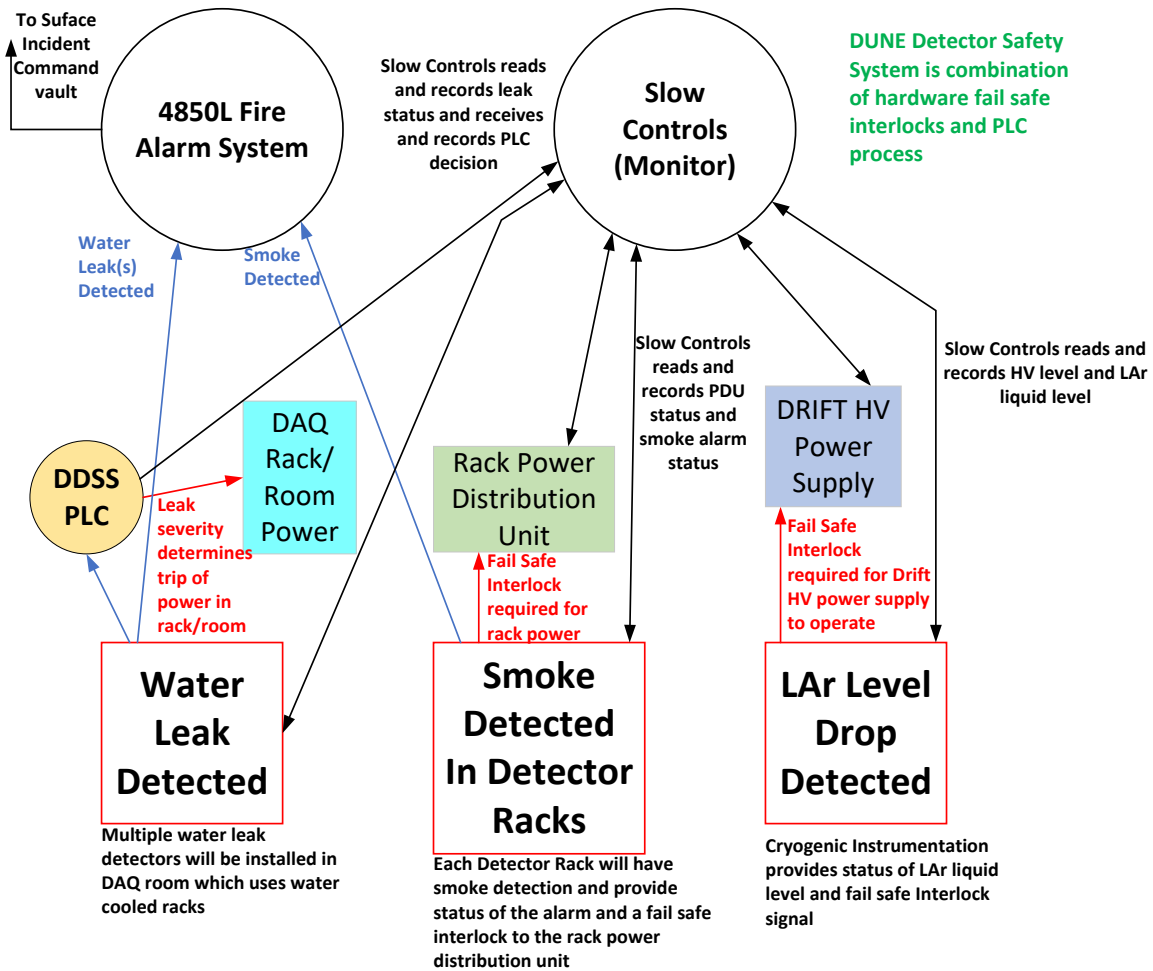 To Suface
Incident
Command
vault
4850L Fire
Alarm System
Slow Controls reads
and records leak
status and receives
and records PLC
decision
Slow
Controls
(Monitor)
DUNE Detector Safety
System is combination
of hardware fail safe
interlocks and PLC
process
Water
Leak(s)
Detected
Smoke
Detected
Slow Controls
reads and
records PDU
status and
smoke alarm
status
Slow Controls reads and
records HV level and LAr
liquid level
DDSS
PLC
DAQ
Rack/
Room
Power
Rack Power
Distribution
Unit
DRIFT HV
Power
Supply
Leak
severity
determines
trip of
power in
rack/room
Fail Safe
Interlock
required for
rack power
Fail Safe
Interlock
required for Drift
HV power supply
to operate
Water
Leak
Detected
Smoke
Detected
In Detector
Racks
LAr Level
Drop
Detected
Multiple water leak
detectors will be installed in
DAQ room which uses water
cooled racks
Each Detector Rack will have
smoke detection and provide
status of the alarm and a fail safe
interlock to the rack power
distribution unit
Cryogenic Instrumentation
provides status of LAr liquid
level and fail safe Interlock
signal